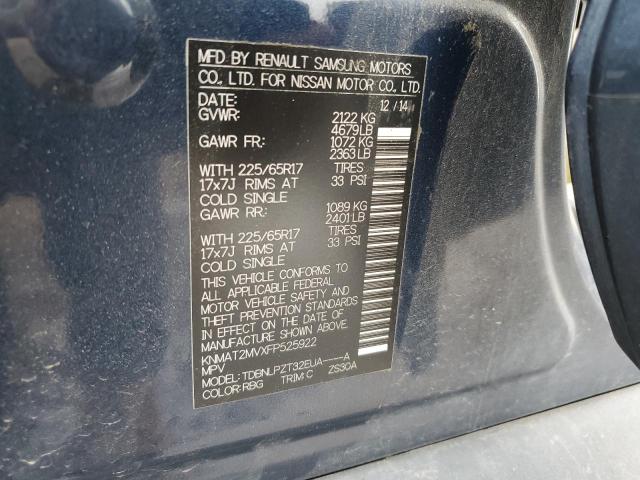 MFD. BY RENAULT SAMSUNG MOTORS
CO., LTD. FOR NISSAN MOTOR CO., LTD.
DATE: 12 / 14
GVWR: 2122 KG
4679LB
GAWR FR: 1072 KG
2363LB
WITH 225/65R17 TIRES
17x7J RIMS AT 33 PSI
COLD SINGLE
GAWR RR: 1089 KG
2401LB
WITH 225/65R17 TIRES
17x7J RIMS AT 33 PSI
COLD SINGLE
THIS VEHICLE CONFORMS TO
ALL APPLICABLE FEDERAL
MOTOR VEHICLE SAFETY AND
THEFT PREVENTION STANDARDS
IN EFFECT ON THE DATE OF
MANUFACTURE SHOWN ABOVE.
KNMAT2MVXFP525922
MPV
MODEL: TDBNLPZT32EUA-----A
COLOR: RBG TRIM: C ZS30A